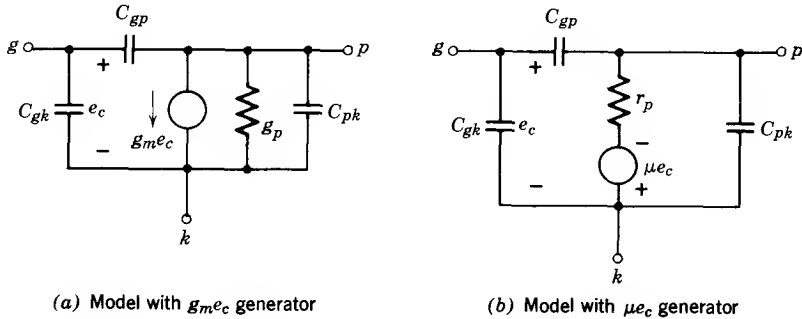 C_gp
g
p
+
C_gk
e_c
g_m e_c
g_p
C_pk
−
k
(a) Model with g_m e_c generator
C_gp
g
p
+
r_p
C_gk
e_c
−
μe_c
C_pk
−
+
k
(b) Model with μe_c generator